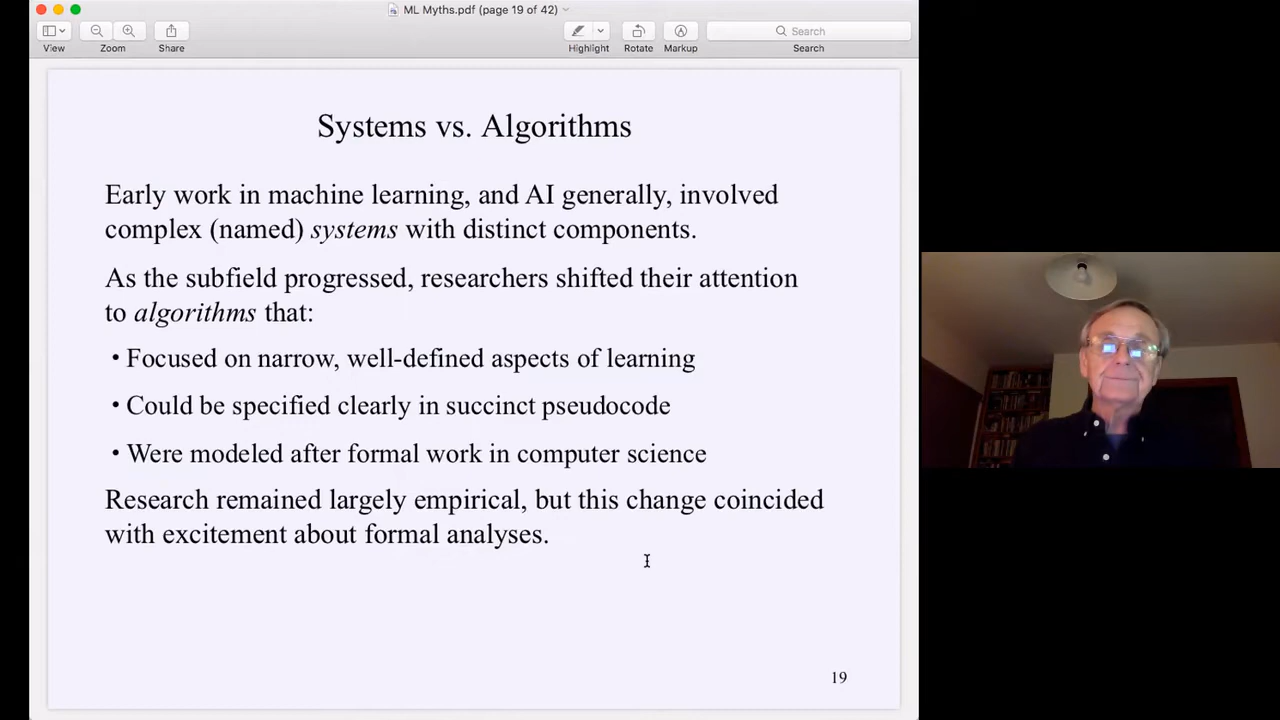 ML Myths.pdf (page 19 of 42)
View
Zoom
Share
Highlight
Rotate
Markup
Search
Search
Systems vs. Algorithms
Early work in machine learning, and AI generally, involved
complex (named) systems with distinct components.
As the subfield progressed, researchers shifted their attention
to algorithms that:
• Focused on narrow, well-defined aspects of learning
• Could be specified clearly in succinct pseudocode
• Were modeled after formal work in computer science
Research remained largely empirical, but this change coincided
with excitement about formal analyses.
19